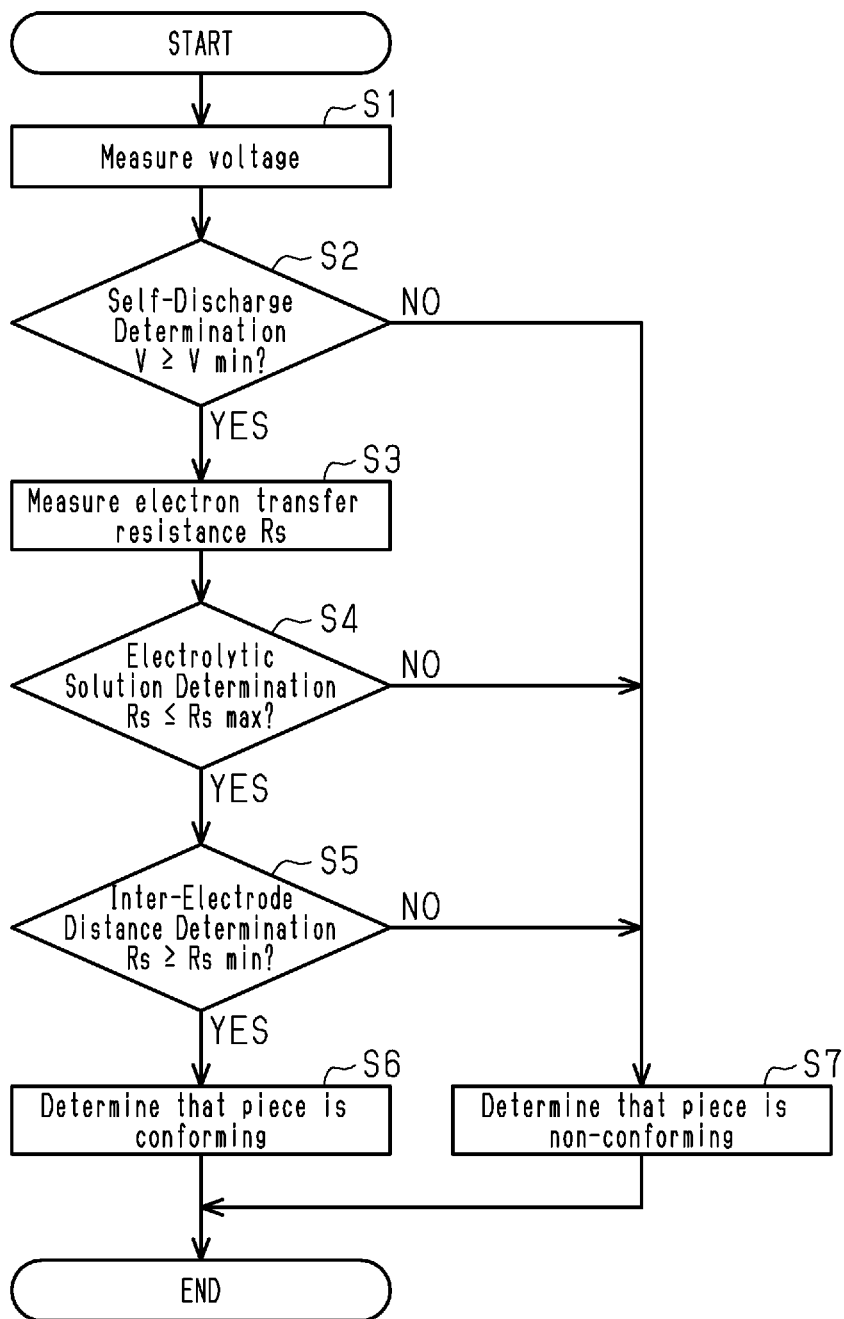 START
S1
Measure voltage
S2
Self-Discharge
Determination
V ≥ V min?
NO
YES
S3
Measure electron transfer
resistance Rs
S4
Electrolytic
Solution Determination
Rs ≤ Rs max?
NO
YES
S5
Inter-Electrode
Distance Determination
Rs ≥ Rs min?
NO
YES
S6
Determine that piece is
conforming
S7
Determine that piece is
non-conforming
END